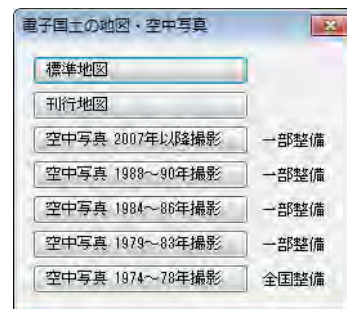 電子国土の地図・空中写真
標準地図
刊行地図
空中写真 2007年以降撮影 一部整備
空中写真 1988～90年撮影 一部整備
空中写真 1984～86年撮影 一部整備
空中写真 1979～83年撮影 一部整備
空中写真 1974～78年撮影 全国整備